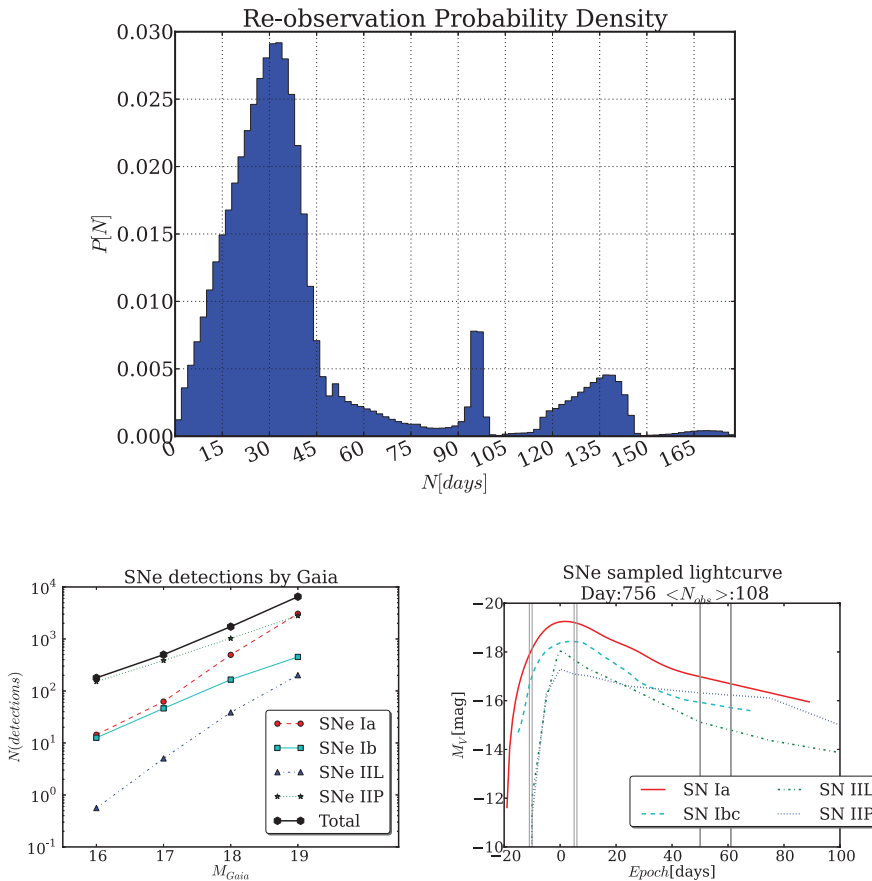 Re-observation Probability Density
0.030
0.025
0.020
0.015
0.010
0.005
0.000
P[N]
0 15 30 45 60 75 90 105 120 135 150 165
N[days]
SNe detections by Gaia
10^4
10^3
10^2
10^1
10^0
10^-1
N(detections)
SNe Ia
SNe Ib
SNe IIL
SNe IIP
Total
16 17 18 19
M_Gaia
SNe sampled lightcurve
Day:756 <N_obs>:108
−20
−18
−16
−14
−12
−10
M_V[mag]
SN Ia
SN Ibc
SN IIL
SN IIP
−20 0 20 40 60 80 100
Epoch[days]